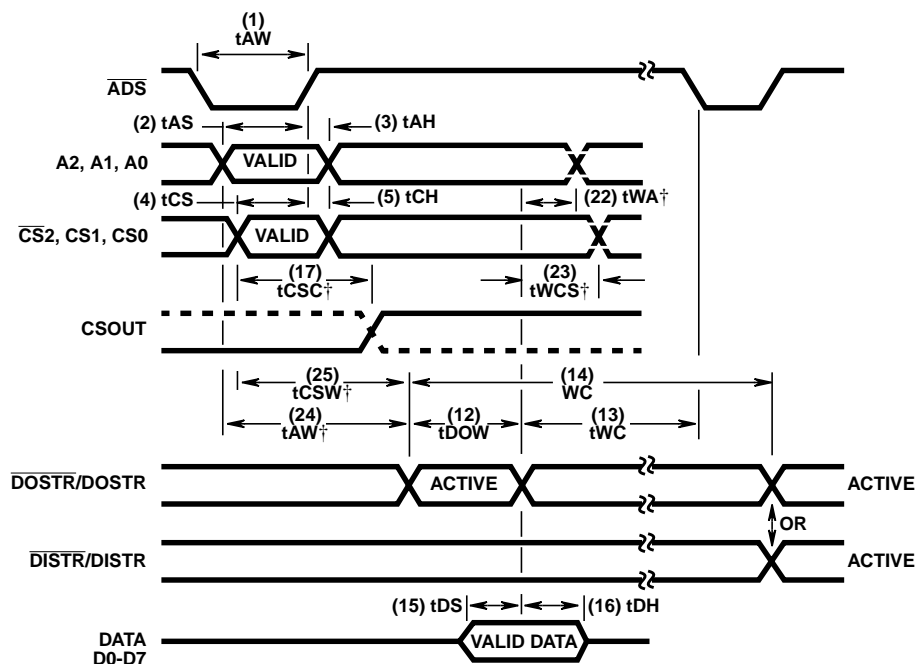 (1)
tAW
ADS
(2) tAS
(3) tAH
A2, A1, A0
VALID
(4) tCS
(5) tCH
(22) tWA†
CS2, CS1, CS0
VALID
(17)
tCSC†
(23)
tWCS†
CSOUT
(25)
tCSW†
(14)
WC
(24)
tAW†
(12)
tDOW
(13)
tWC
DOSTR/DOSTR
ACTIVE
ACTIVE
OR
DISTR/DISTR
ACTIVE
(15) tDS
(16) tDH
DATA
D0-D7
VALID DATA